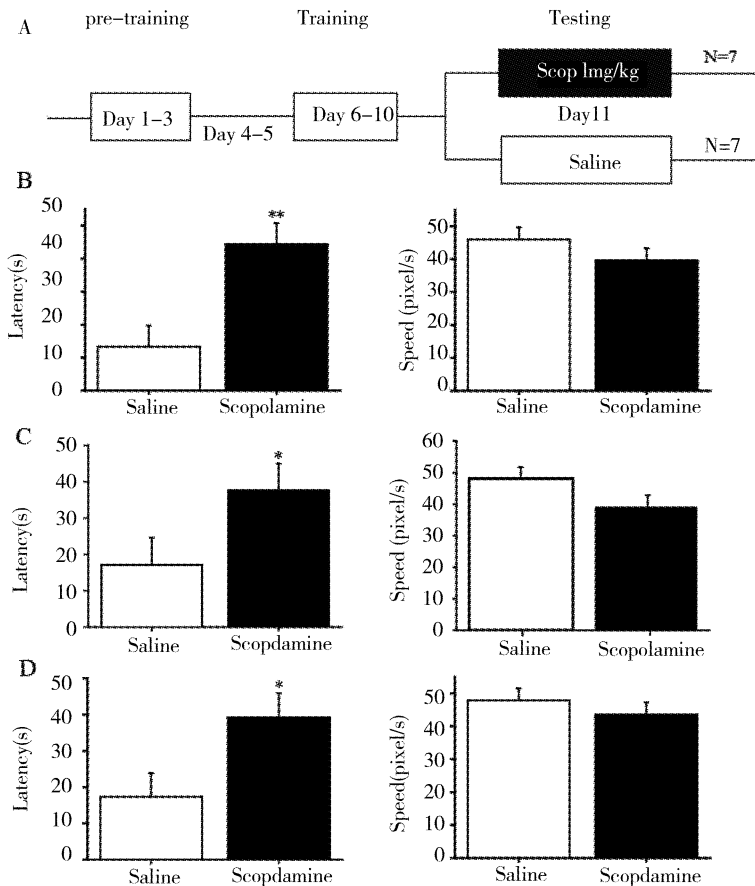 A
pre-training Training Testing
Scop lmg/kg N=7
Day 1-3 Day 4-5 Day 6-10 Day11
Saline N=7
B
Latency(s)
50
40
30
20
10
0
Saline Scopolamine
**
Speed (pixel/s)
50
40
30
20
10
0
Saline Scopdamine
C
Latency(s)
50
40
30
20
10
0
Saline Scopdamine
*
Speed (pixel/s)
60
50
40
30
20
10
0
Saline Scopolamine
D
Latency(s)
50
40
30
20
10
0
Saline Scopdamine
*
Speed(pixel/s)
50
40
30
20
10
0
Saline Scopdamine